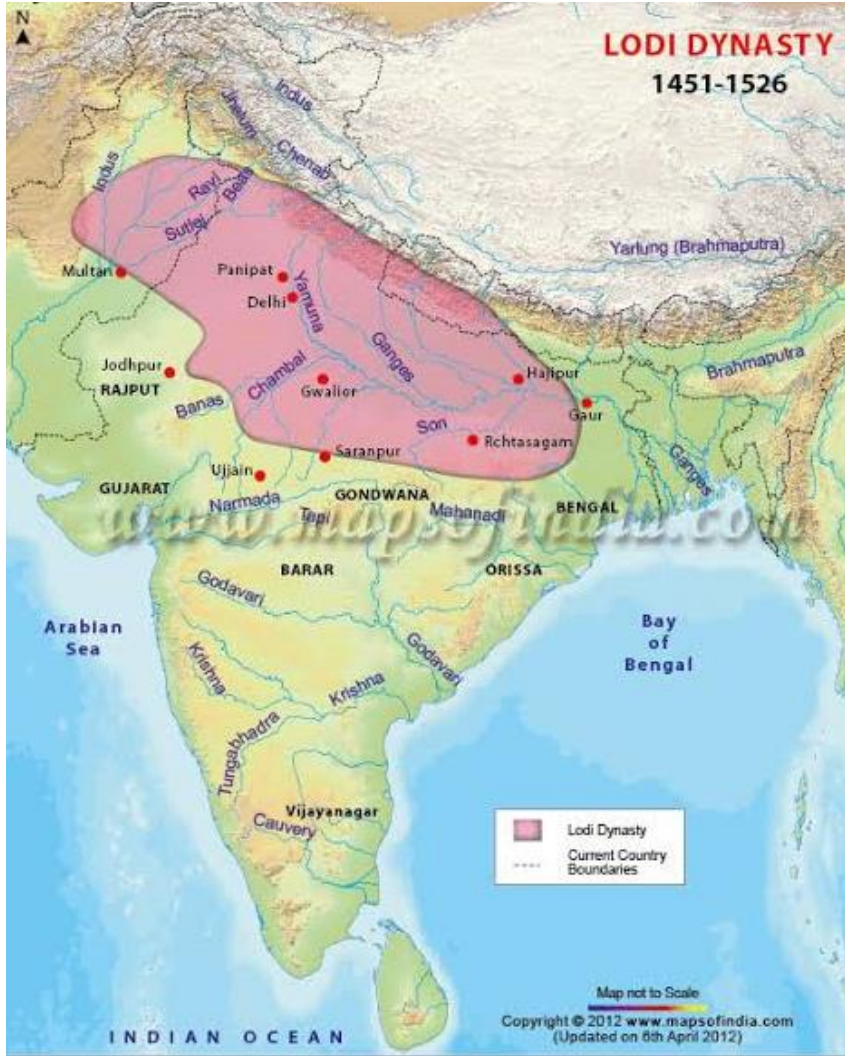 N
LODI DYNASTY
1451-1526
Indus
Jhelum
Chenab
Indus
Ravi
Beas
Sutlej
Yarlung (Brahmaputra)
Multan
Panipat
Delhi
Yamuna
Jodhpur
RAJPUT
Chambal
Ganges
Hajipur
Brahmaputra
Banas
Gwalior
Gaur
Son
Rchtasagam
Saranpur
Ujjain
Ganges
GUJARAT
Narmada
GONDWANA
Mahanadi
BENGAL
Tapi
www.mapsofindia.com
BARAR
ORISSA
Godavari
Arabian
Sea
Bay
of
Bengal
Godavari
Krishna
Krishna
Tungabhadra
Vijayanagar
Cauvery
Lodi Dynasty
Current Country
Boundaries
Map not to Scale
Copyright © 2012 www.mapsofindia.com
(Updated on 6th April 2012)
INDIAN OCEAN